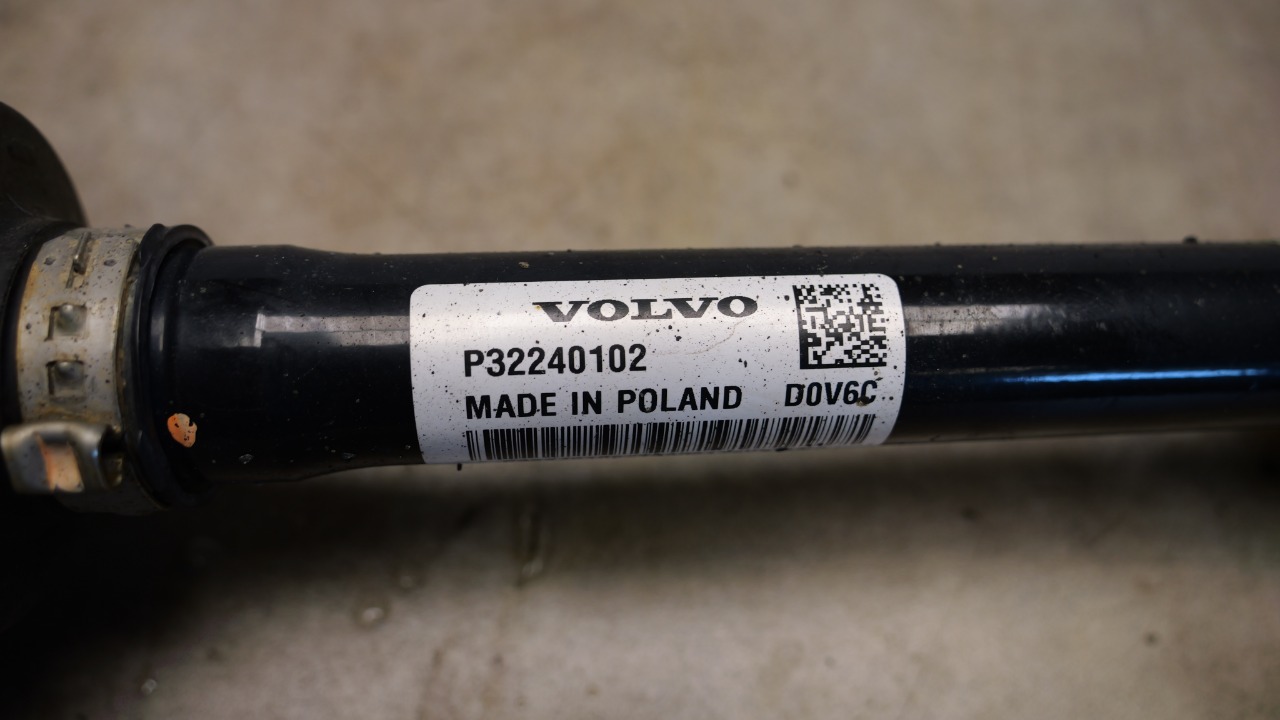 VOLVO
P32240102
MADE IN POLAND D0V6C